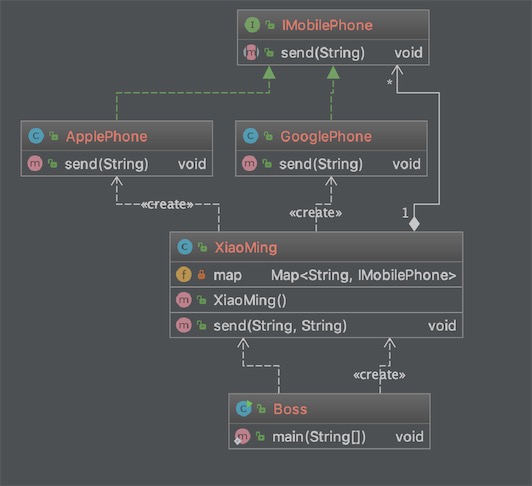 IMobilePhone
send(String) void
*
ApplePhone
send(String) void
GooglePhone
send(String) void
«create»
«create»
1
XiaoMing
map Map<String, IMobilePhone>
XiaoMing()
send(String, String) void
«create»
Boss
main(String[]) void